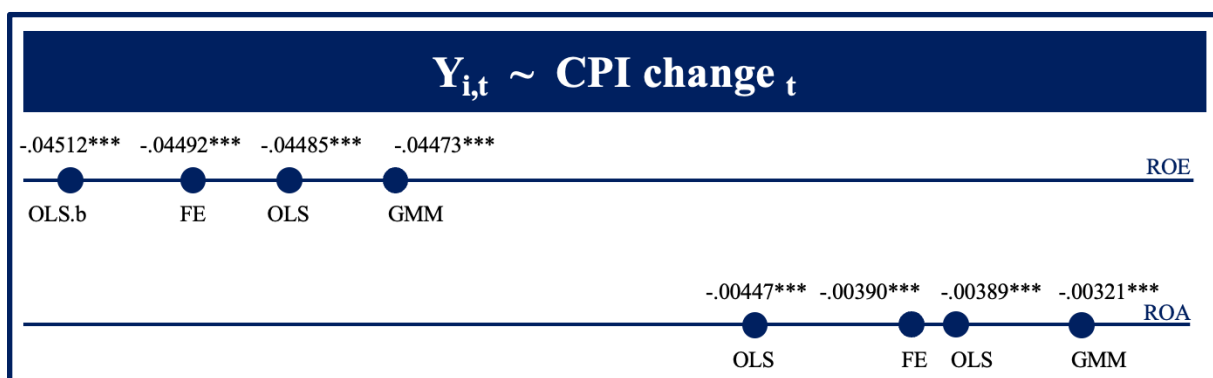 Yi,t ~ CPI change t
-.04512*** -.04492*** -.04485*** -.04473***
ROE
OLS.b FE OLS GMM
-.00447*** -.00390*** -.00389*** -.00321***
ROA
OLS FE OLS GMM